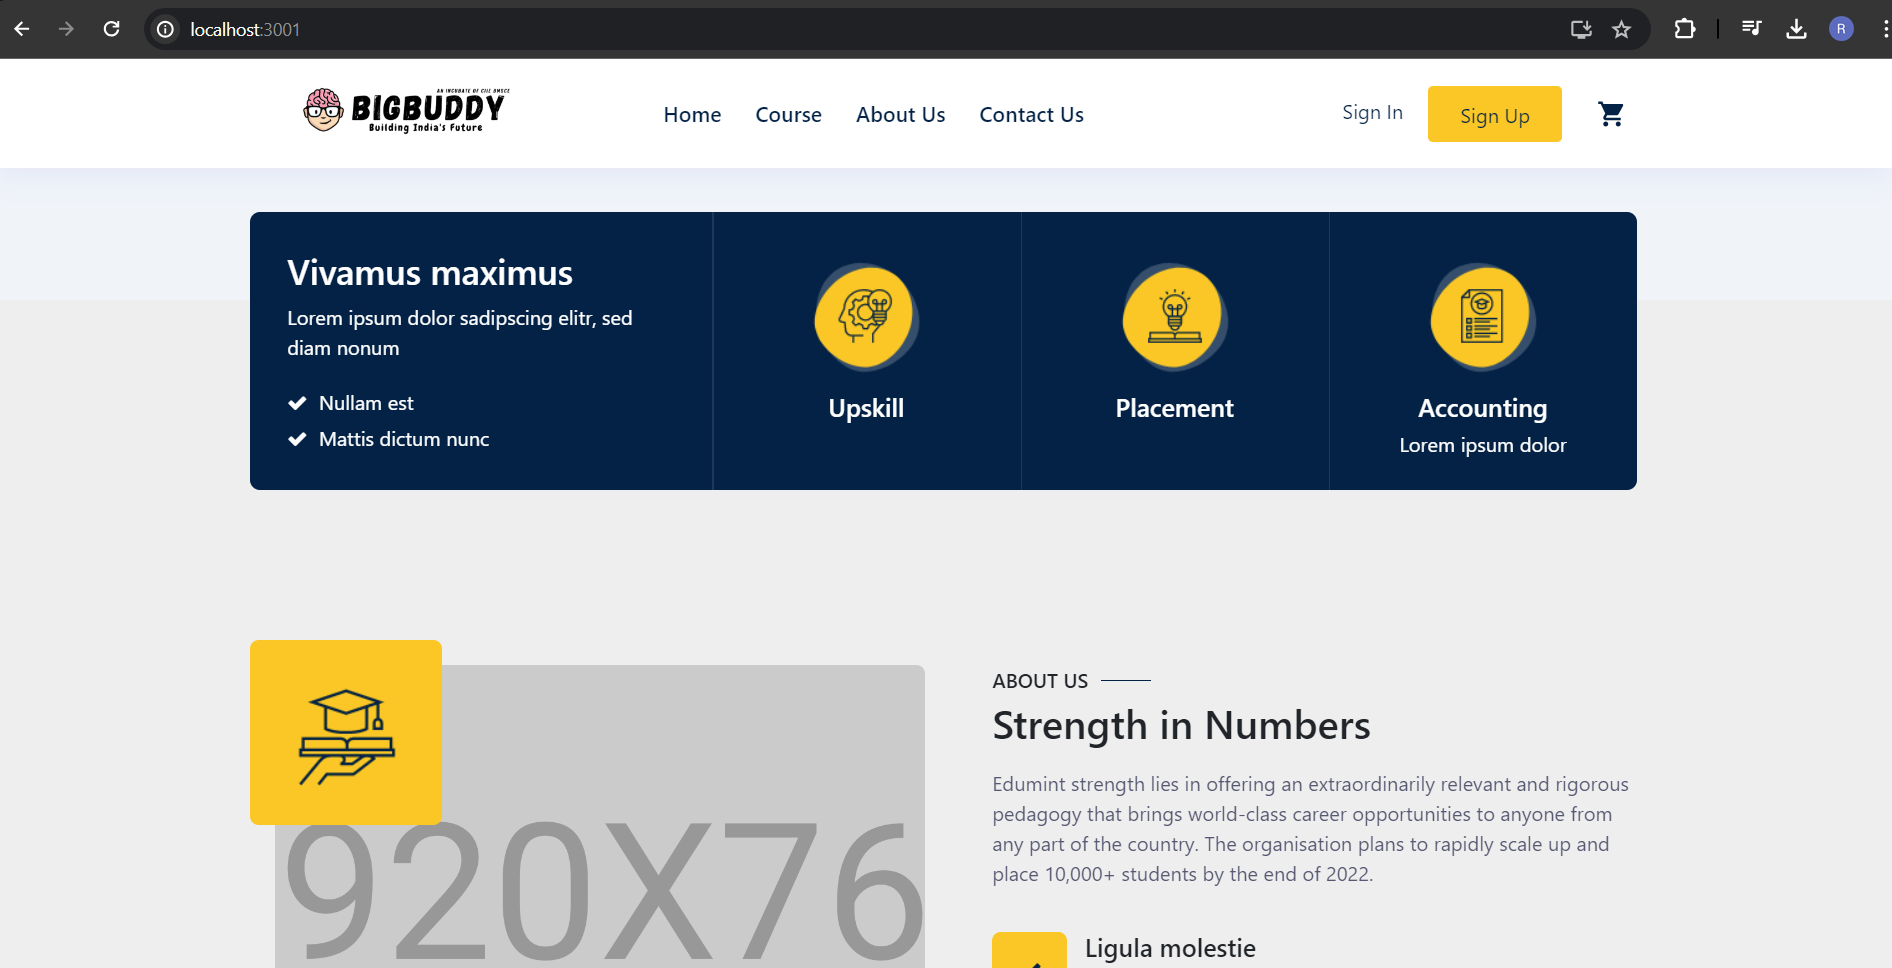 localhost:3001
R
AN INCUBATE OF CIIE BMSCE
BIGBUDDY
Building India's Future
Home
Course
About Us
Contact Us
Sign In
Sign Up
Vivamus maximus
Lorem ipsum dolor sadipscing elitr, sed
diam nonum
Nullam est
Mattis dictum nunc
Upskill
Placement
Accounting
Lorem ipsum dolor
920X76
ABOUT US
Strength in Numbers
Edumint strength lies in offering an extraordinarily relevant and rigorous
pedagogy that brings world-class career opportunities to anyone from
any part of the country. The organisation plans to rapidly scale up and
place 10,000+ students by the end of 2022.
Ligula molestie